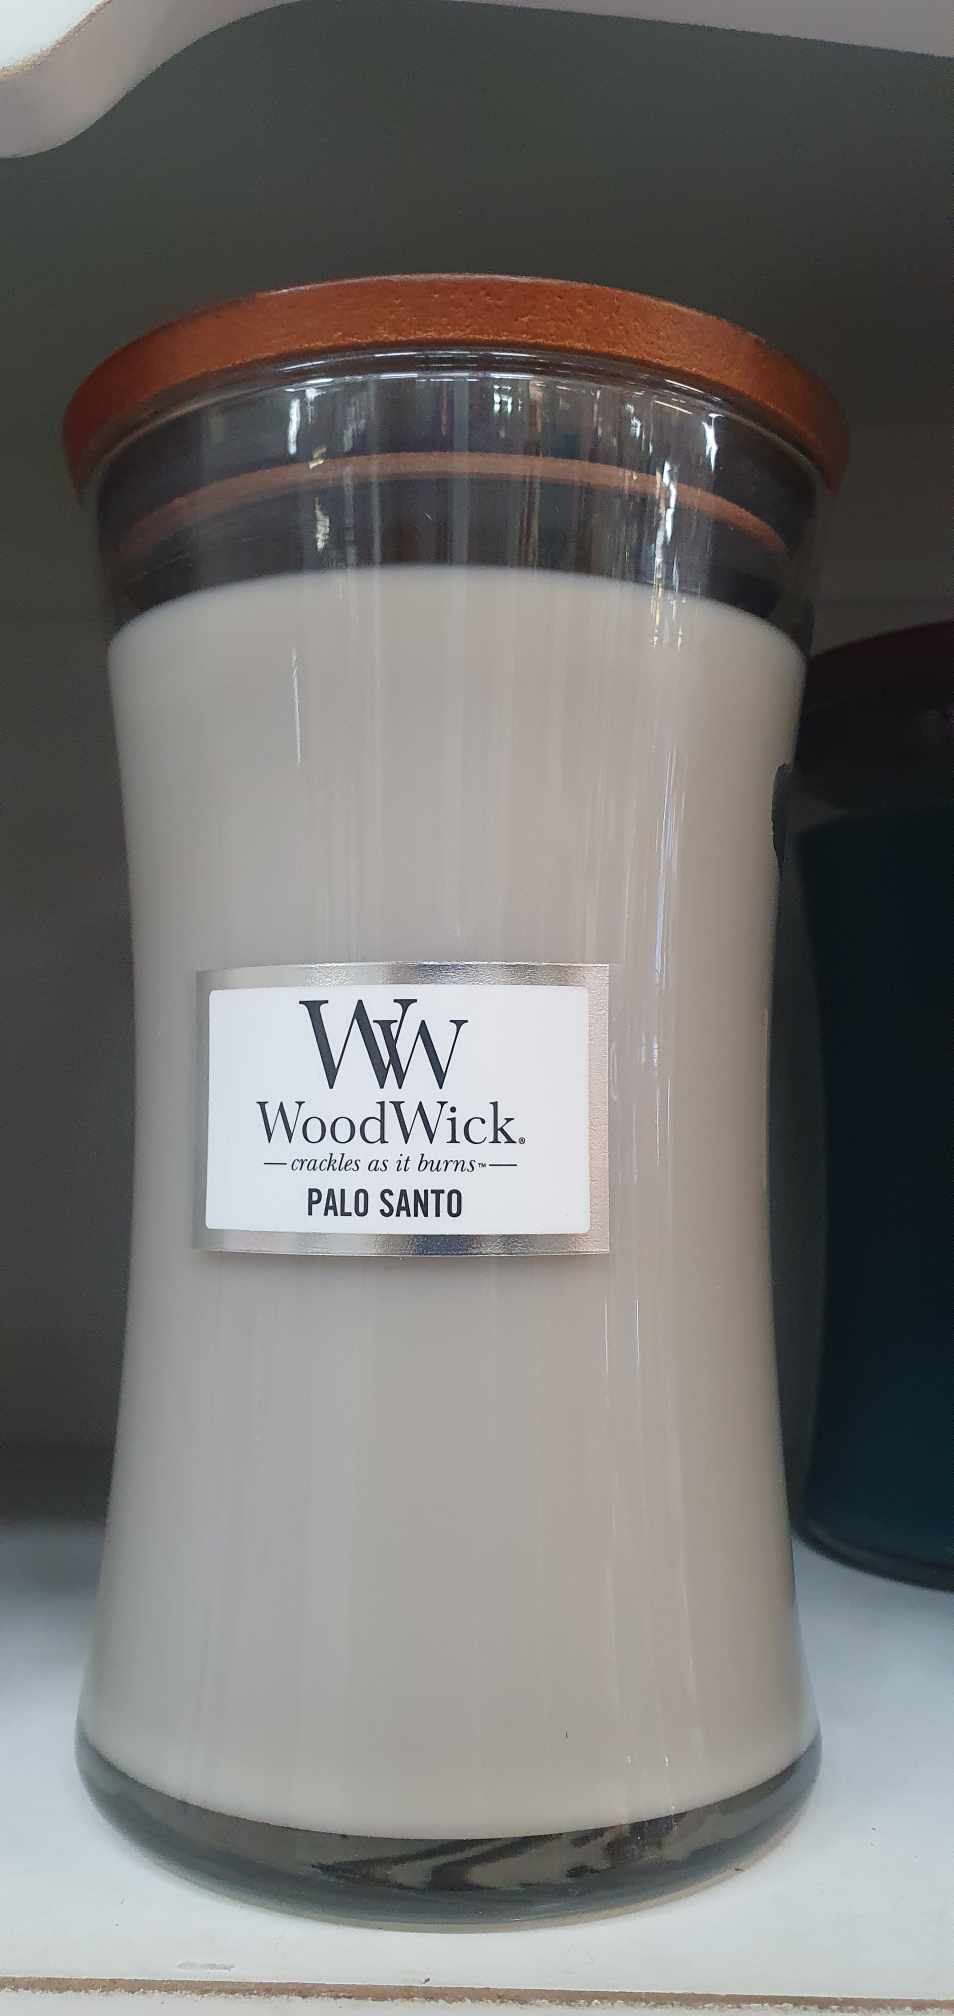 WW
WoodWick®
crackles as it burns™
PALO SANTO